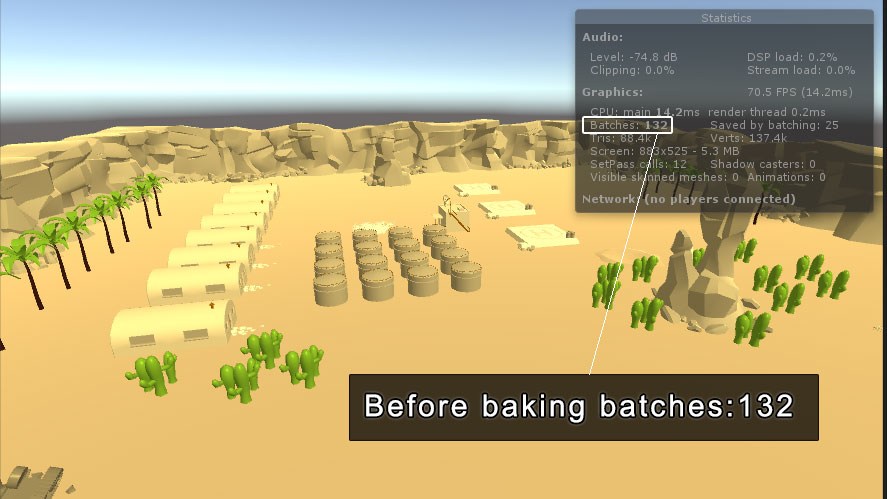 Statistics
Audio:
Level: -74.8 dB DSP load: 0.2%
Clipping: 0.0% Stream load: 0.0%
Graphics: 70.5 FPS (14.2ms)
CPU: main 14.2ms render thread 0.2ms
Batches: 132 Saved by batching: 25
Tris: 68.4k Verts: 137.4k
Screen: 883x525 - 5.3 MB
SetPass calls: 12 Shadow casters: 0
Visible skinned meshes: 0 Animations: 0
Network: (no players connected)
Before baking batches:132